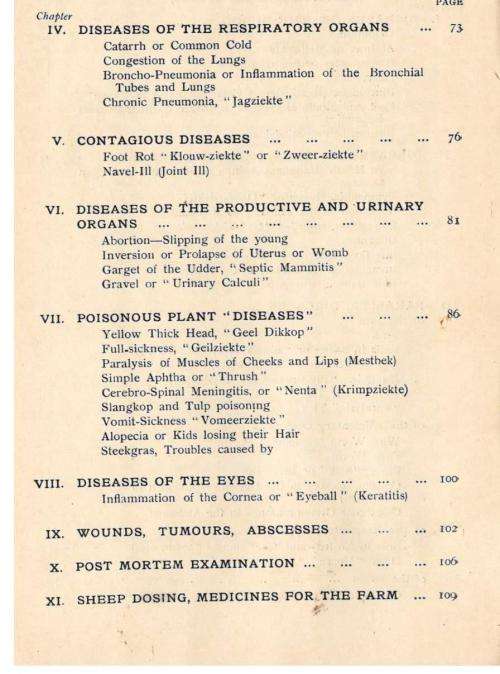 PAGE
Chapter
IV. DISEASES OF THE RESPIRATORY ORGANS ... 73
Catarrh or Common Cold
Congestion of the Lungs
Broncho-Pneumonia or Inflammation of the Bronchial
Tubes and Lungs
Chronic Pneumonia, "Jagziekte"
V. CONTAGIOUS DISEASES ... ... ... ... ... 76
Foot Rot "Klouw-ziekte" or "Zweer-ziekte"
Navel-Ill (Joint Ill)
VI. DISEASES OF THE PRODUCTIVE AND URINARY
ORGANS ... ... ... ... ... ... ... ... 81
Abortion—Slipping of the young
Inversion or Prolapse of Uterus or Womb
Garget of the Udder, "Septic Mammitis"
Gravel or "Urinary Calculi"
VII. POISONOUS PLANT "DISEASES" ... ... ... 86
Yellow Thick Head, "Geel Dikkop"
Full-sickness, "Geilziekte"
Paralysis of Muscles of Cheeks and Lips (Mestbek)
Simple Aphtha or "Thrush"
Cerebro-Spinal Meningitis, or "Nenta" (Krimpziekte)
Slangkop and Tulp poisoning
Vomit-Sickness "Vomeerziekte"
Alopecia or Kids losing their Hair
Steekgras, Troubles caused by
VIII. DISEASES OF THE EYES ... ... ... ... ... 100
Inflammation of the Cornea or "Eyeball" (Keratitis)
IX. WOUNDS, TUMOURS, ABSCESSES ... ... ... 102
X. POST MORTEM EXAMINATION ... ... ... ... 106
XI. SHEEP DOSING, MEDICINES FOR THE FARM ... 109